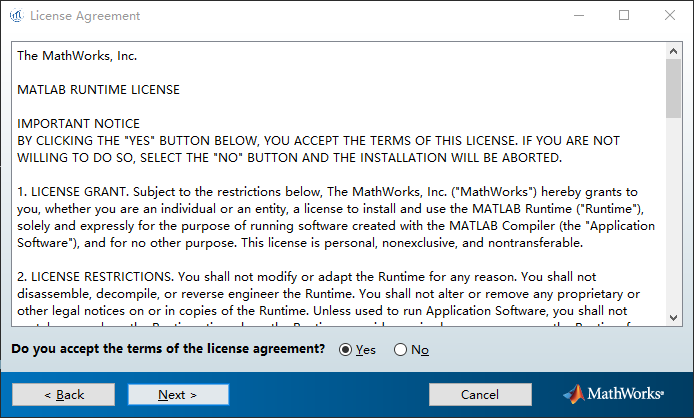 License Agreement
The MathWorks, Inc.
MATLAB RUNTIME LICENSE
IMPORTANT NOTICE
BY CLICKING THE "YES" BUTTON BELOW, YOU ACCEPT THE TERMS OF THIS LICENSE. IF YOU ARE NOT
WILLING TO DO SO, SELECT THE "NO" BUTTON AND THE INSTALLATION WILL BE ABORTED.
1. LICENSE GRANT. Subject to the restrictions below, The MathWorks, Inc. ("MathWorks") hereby grants to
you, whether you are an individual or an entity, a license to install and use the MATLAB Runtime ("Runtime"),
solely and expressly for the purpose of running software created with the MATLAB Compiler (the "Application
Software"), and for no other purpose. This license is personal, nonexclusive, and nontransferable.
2. LICENSE RESTRICTIONS. You shall not modify or adapt the Runtime for any reason. You shall not
disassemble, decompile, or reverse engineer the Runtime. You shall not alter or remove any proprietary or
other legal notices on or in copies of the Runtime. Unless used to run Application Software, you shall not
Do you accept the terms of the license agreement? Yes No
< Back Next > Cancel MathWorks®